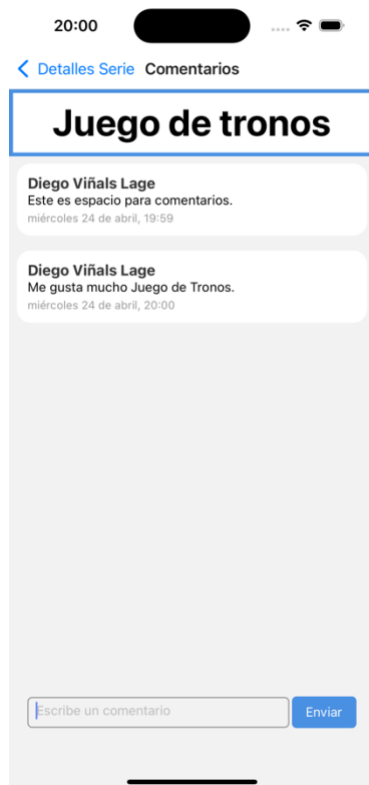 20:00
Detalles Serie Comentarios
Juego de tronos
Diego Viñals Lage
Este es espacio para comentarios.
miércoles 24 de abril, 19:59
Diego Viñals Lage
Me gusta mucho Juego de Tronos.
miércoles 24 de abril, 20:00
Escribe un comentario Enviar